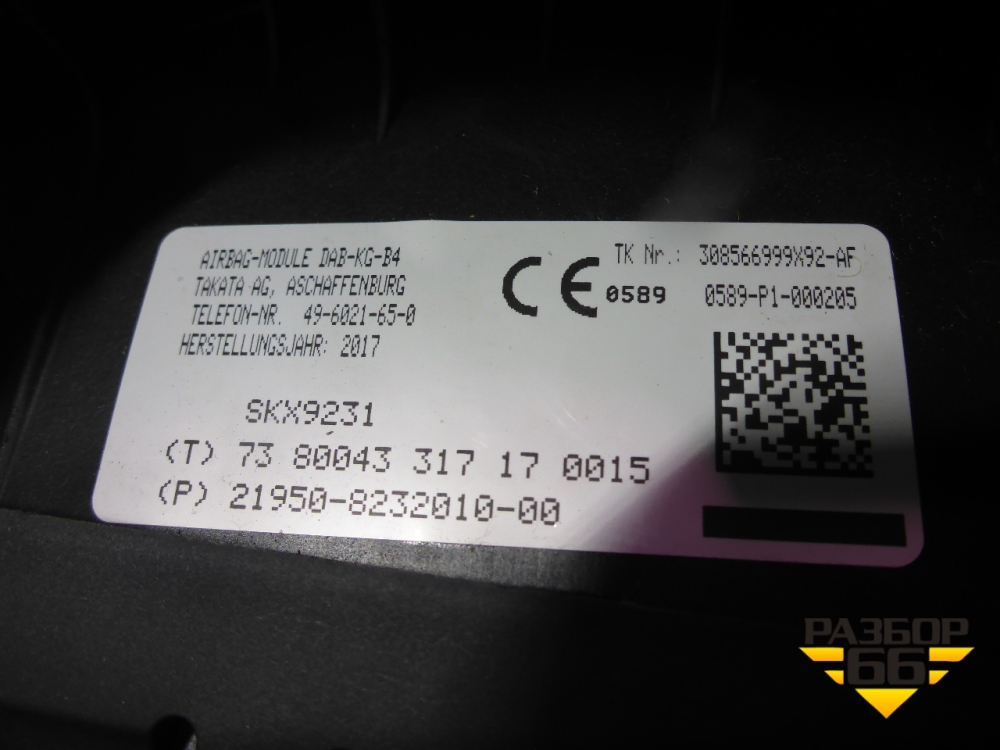 AIRBAG-MODULE DAB-KG-B4
TAKATA AG, ASCHAFFENBURG
TELEFON-NR. 49-6021-65-0
HERSTELLUNGSJAHR: 2017
CE 0589
TK Nr.: 308566999X92-AF
0589-P1-000205
SKX9231
(T) 73 80043 317 17 0015
(P) 21950-8232010-00
РАЗБОР
66